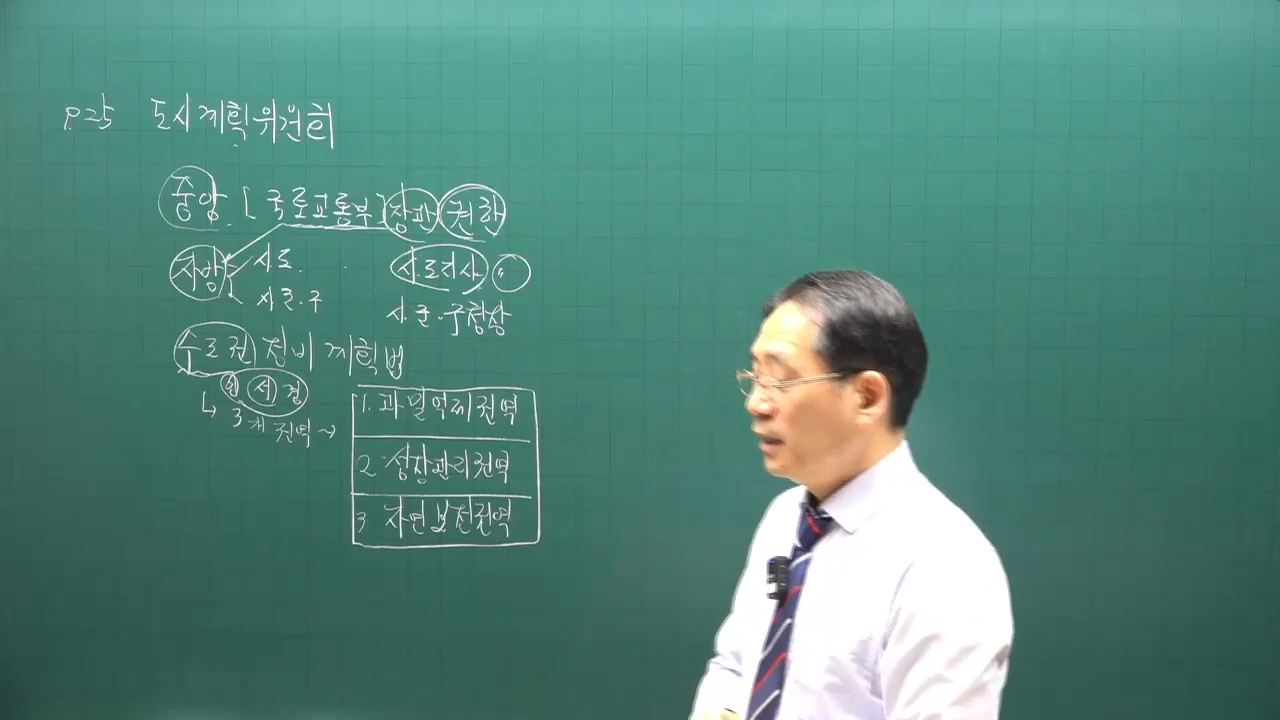 P.25 도시계획위원회
중앙 [국토교통부] 장관 권한
지방 시·도 시·도지사 〃
시·군·구 시·군·구청장
수도권정비계획법
인 서 경
↳ 3개 권역 →
1. 과밀억제권역
2. 성장관리권역
3. 자연보전권역